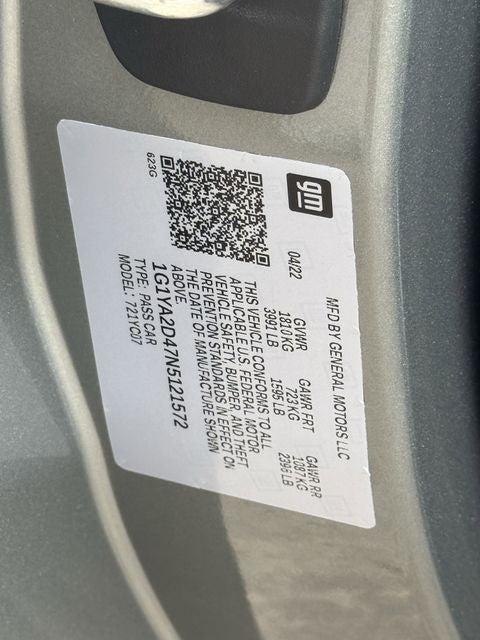 gm
MFD BY GENERAL MOTORS LLC
04/22
GVWR GAWR FRT GAWR RR
1810 KG 723 KG 1087 KG
3991 LB 1595 LB 2396 LB
THIS VEHICLE CONFORMS TO ALL
APPLICABLE U.S. FEDERAL MOTOR
VEHICLE SAFETY, BUMPER, AND THEFT
PREVENTION STANDARDS IN EFFECT ON
THE DATE OF MANUFACTURE SHOWN
ABOVE.
1G1YA2D47N5121572
TYPE: PASS CAR
MODEL: 721YC07
623G